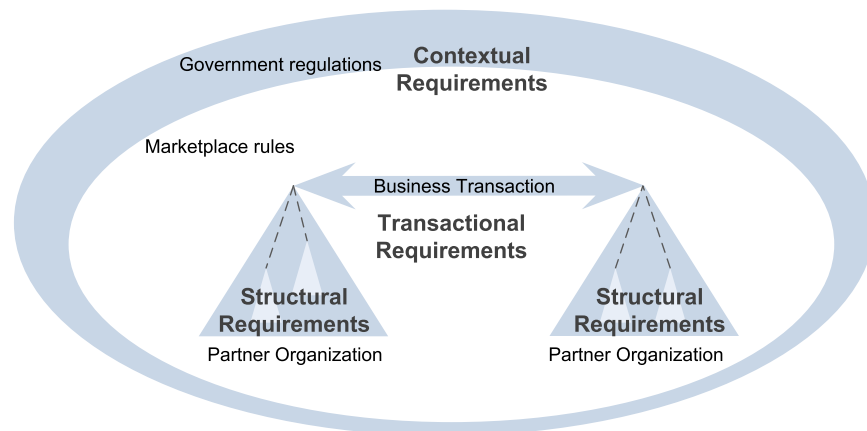 Contextual
Requirements
Government regulations
Marketplace rules
Business Transaction
Transactional
Requirements
Structural
Requirements
Partner Organization
Structural
Requirements
Partner Organization